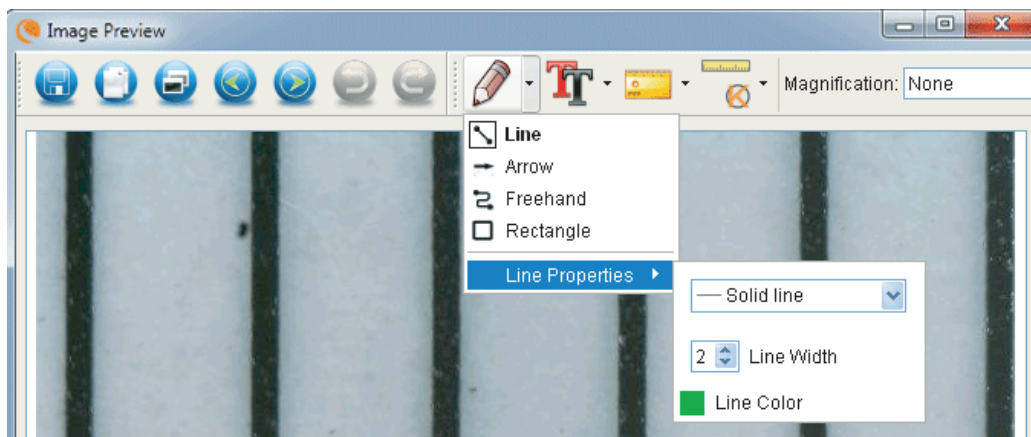 Image Preview
Magnification: None
Line
Arrow
Freehand
Rectangle
Line Properties
Solid line
2 Line Width
Line Color